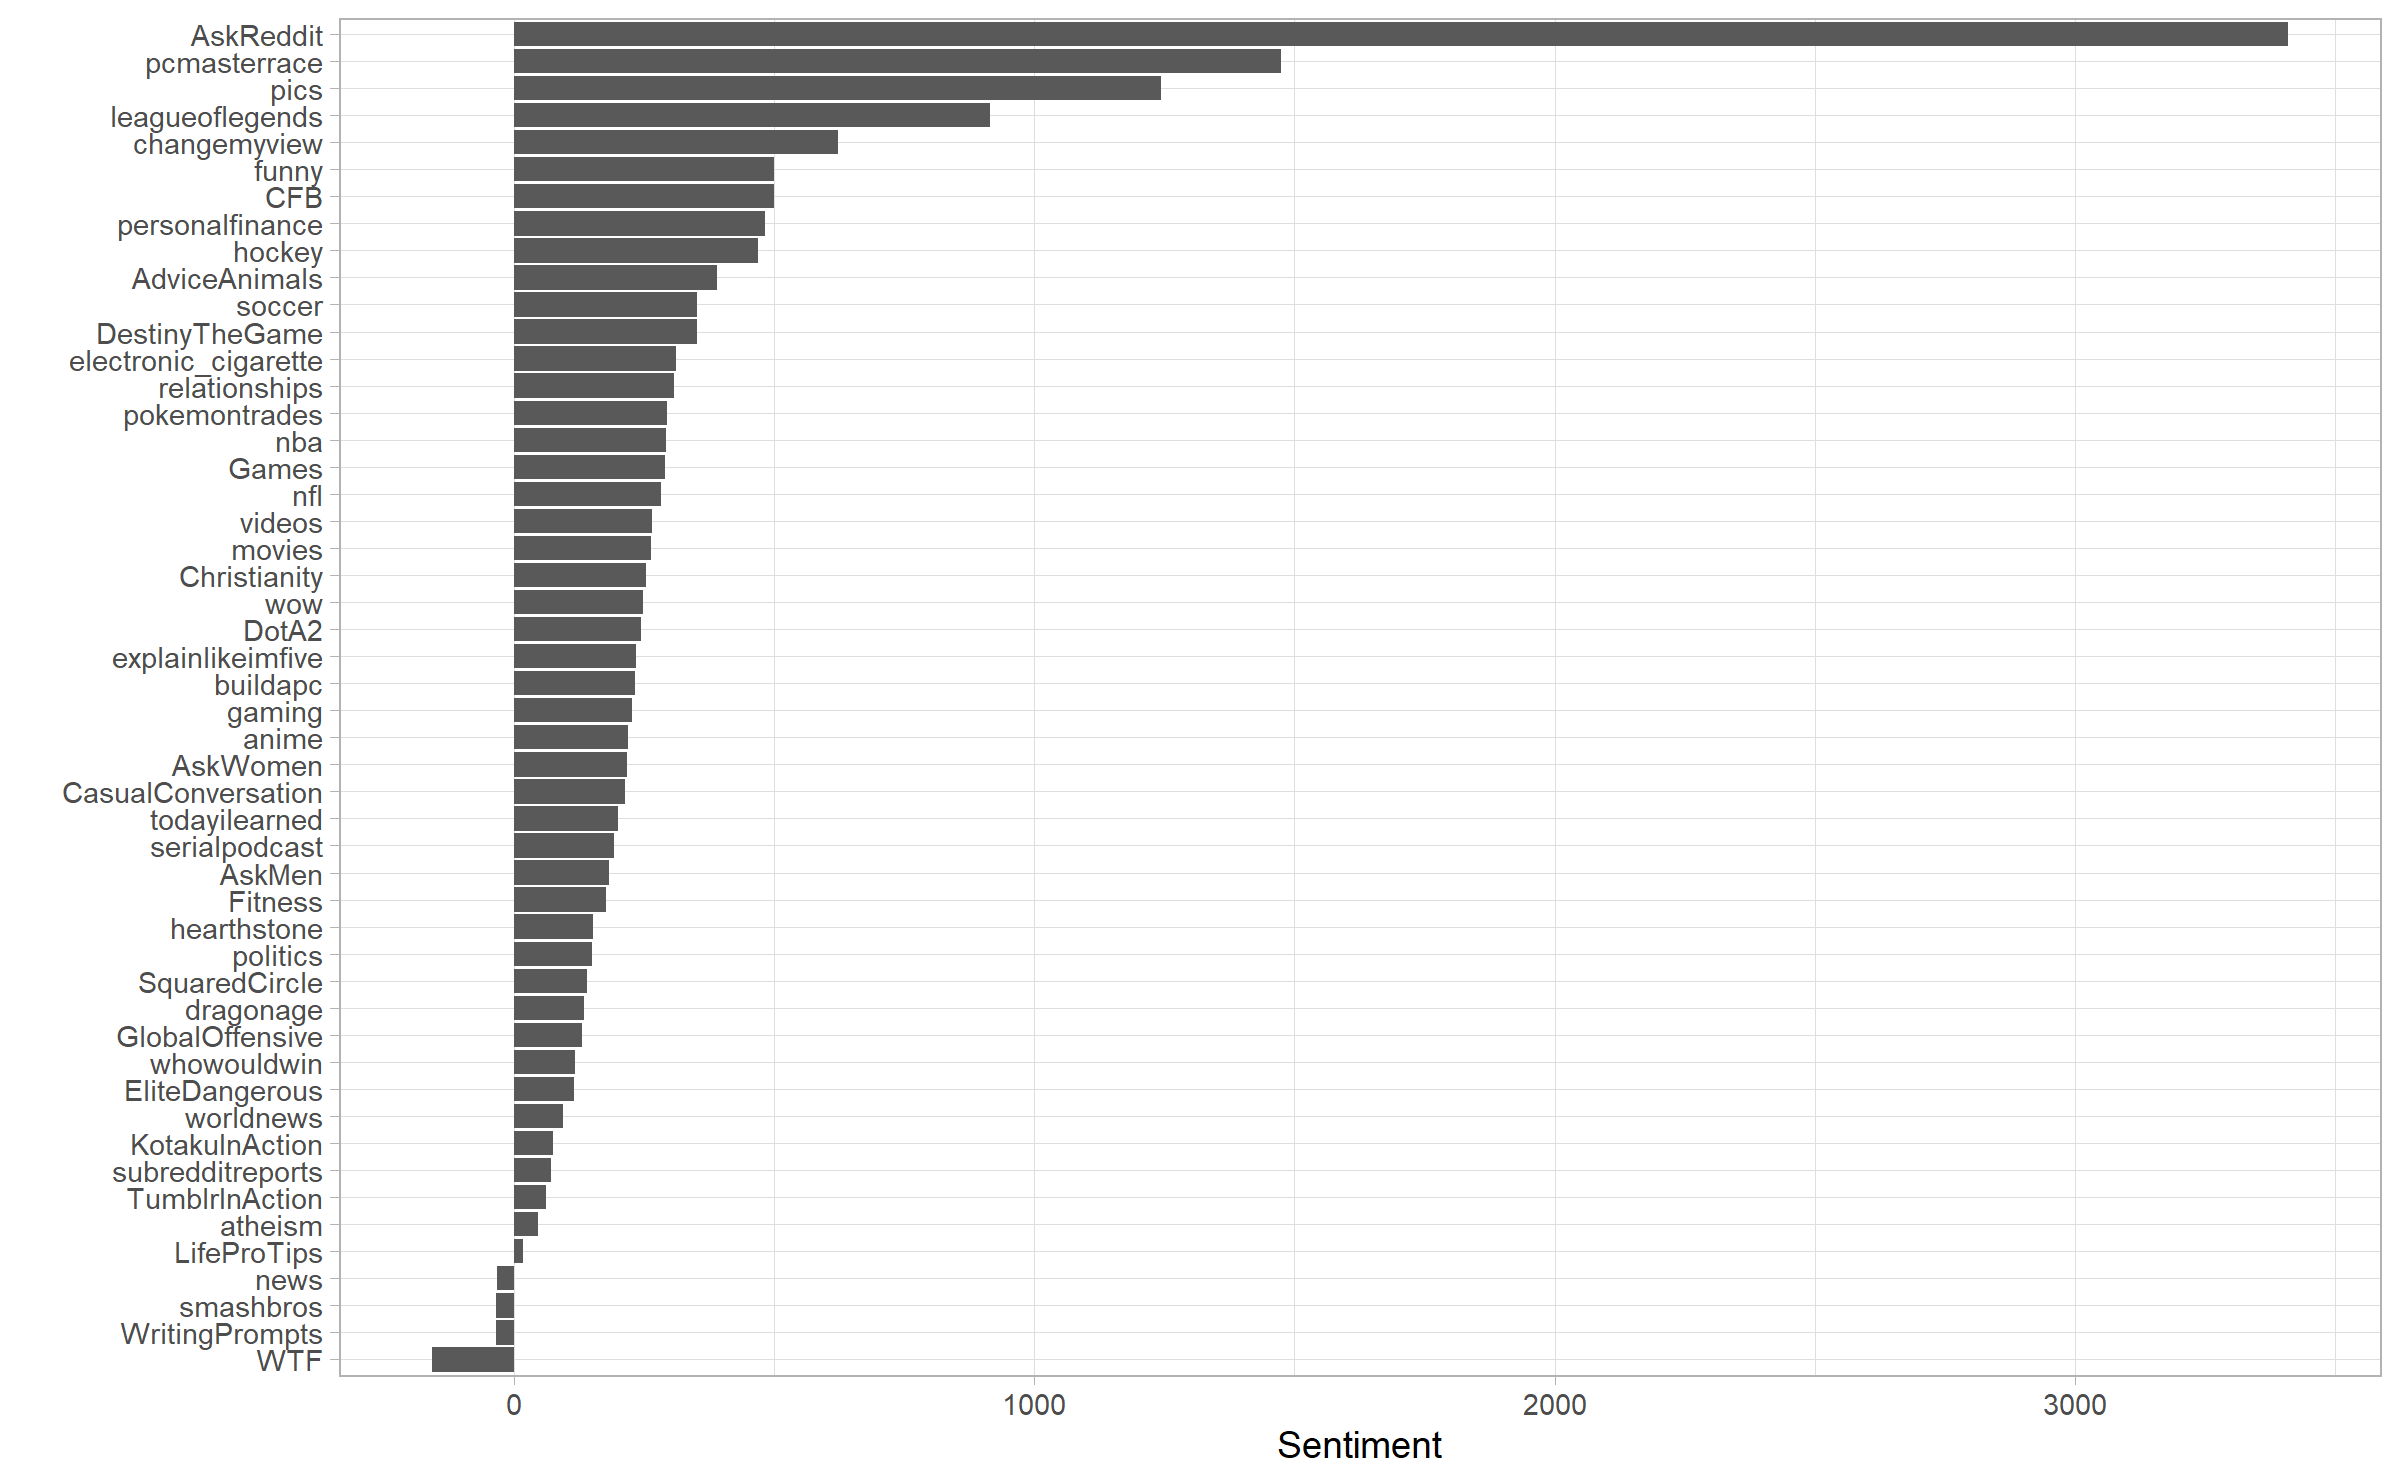 AskReddit
pcmasterrace
pics
leagueoflegends
changemyview
funny
CFB
personalfinance
hockey
AdviceAnimals
soccer
DestinyTheGame
electronic_cigarette
relationships
pokemontrades
nba
Games
nfl
videos
movies
Christianity
wow
DotA2
explainlikeimfive
buildapc
gaming
anime
AskWomen
CasualConversation
todayilearned
serialpodcast
AskMen
Fitness
hearthstone
politics
SquaredCircle
dragonage
GlobalOffensive
whowouldwin
EliteDangerous
worldnews
KotakuInAction
subredditreports
TumblrInAction
atheism
LifeProTips
news
smashbros
WritingPrompts
WTF
0 1000 2000 3000
Sentiment